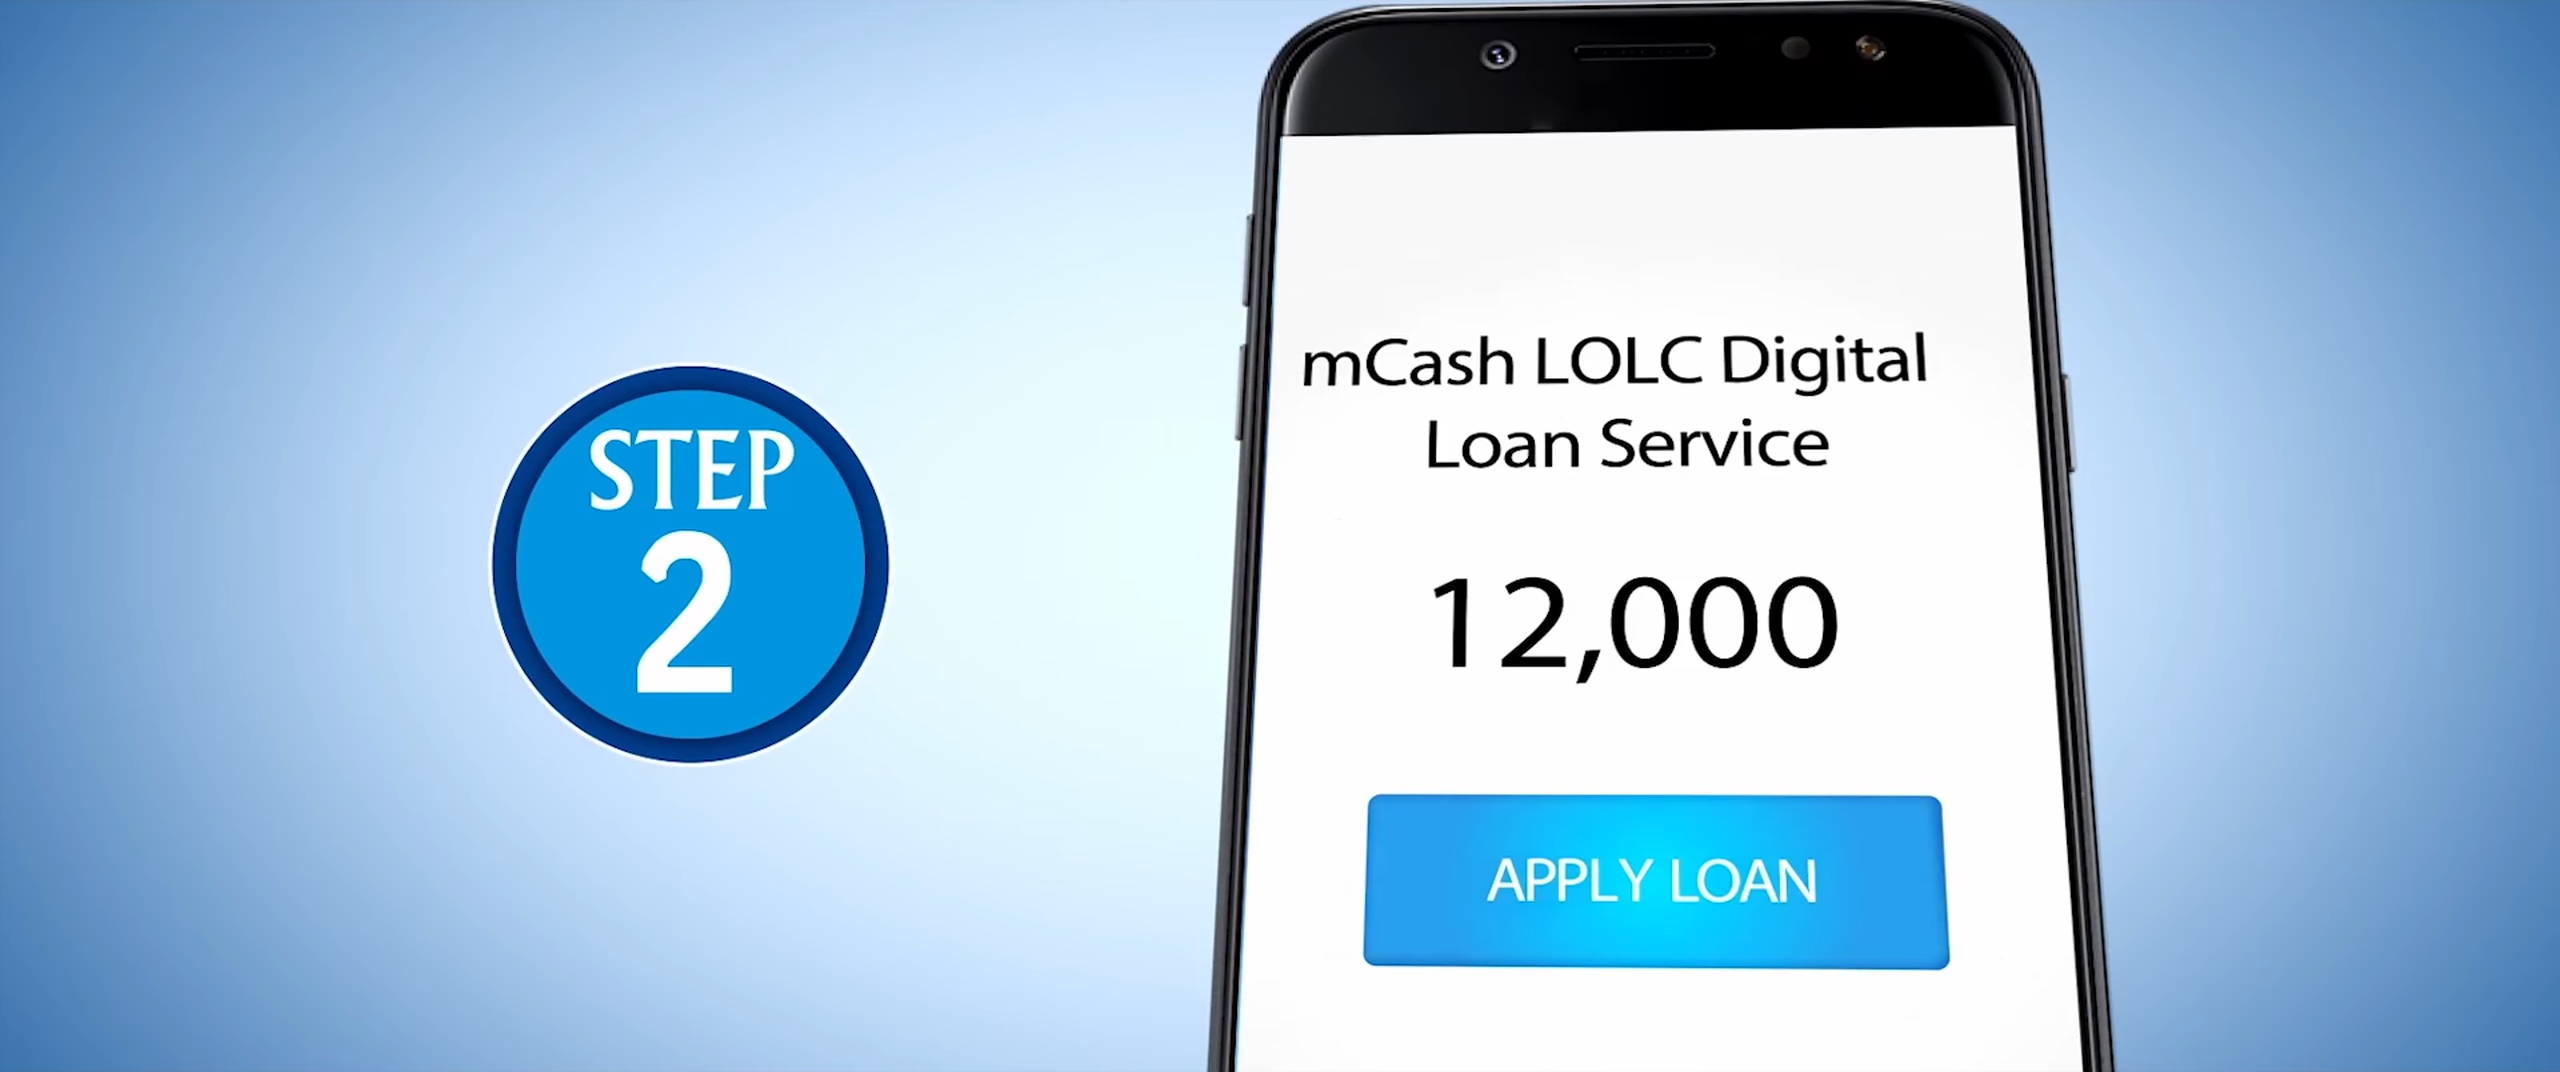 STEP
2
mCash LOLC Digital
Loan Service
12,000
APPLY LOAN